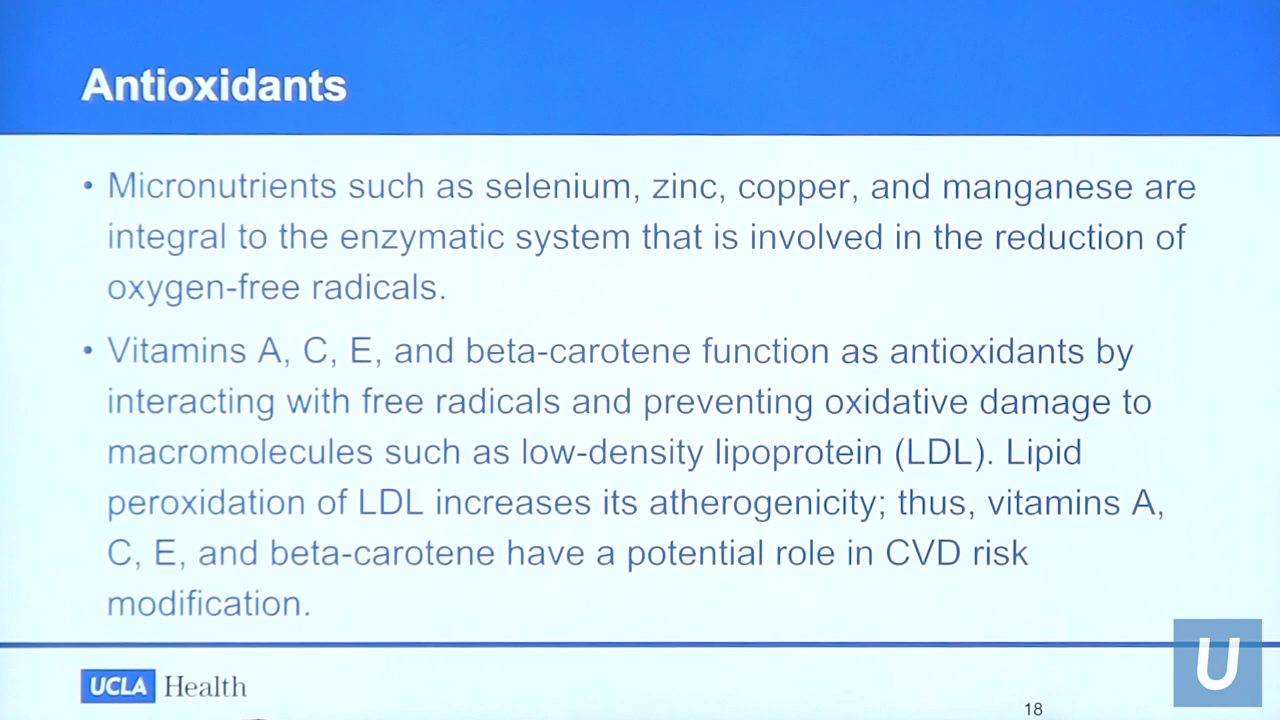 Antioxidants
• Micronutrients such as selenium, zinc, copper, and manganese are
integral to the enzymatic system that is involved in the reduction of
oxygen-free radicals.
• Vitamins A, C, E, and beta-carotene function as antioxidants by
interacting with free radicals and preventing oxidative damage to
macromolecules such as low-density lipoprotein (LDL). Lipid
peroxidation of LDL increases its atherogenicity; thus, vitamins A,
C, E, and beta-carotene have a potential role in CVD risk
modification.
UCLA Health
18
U